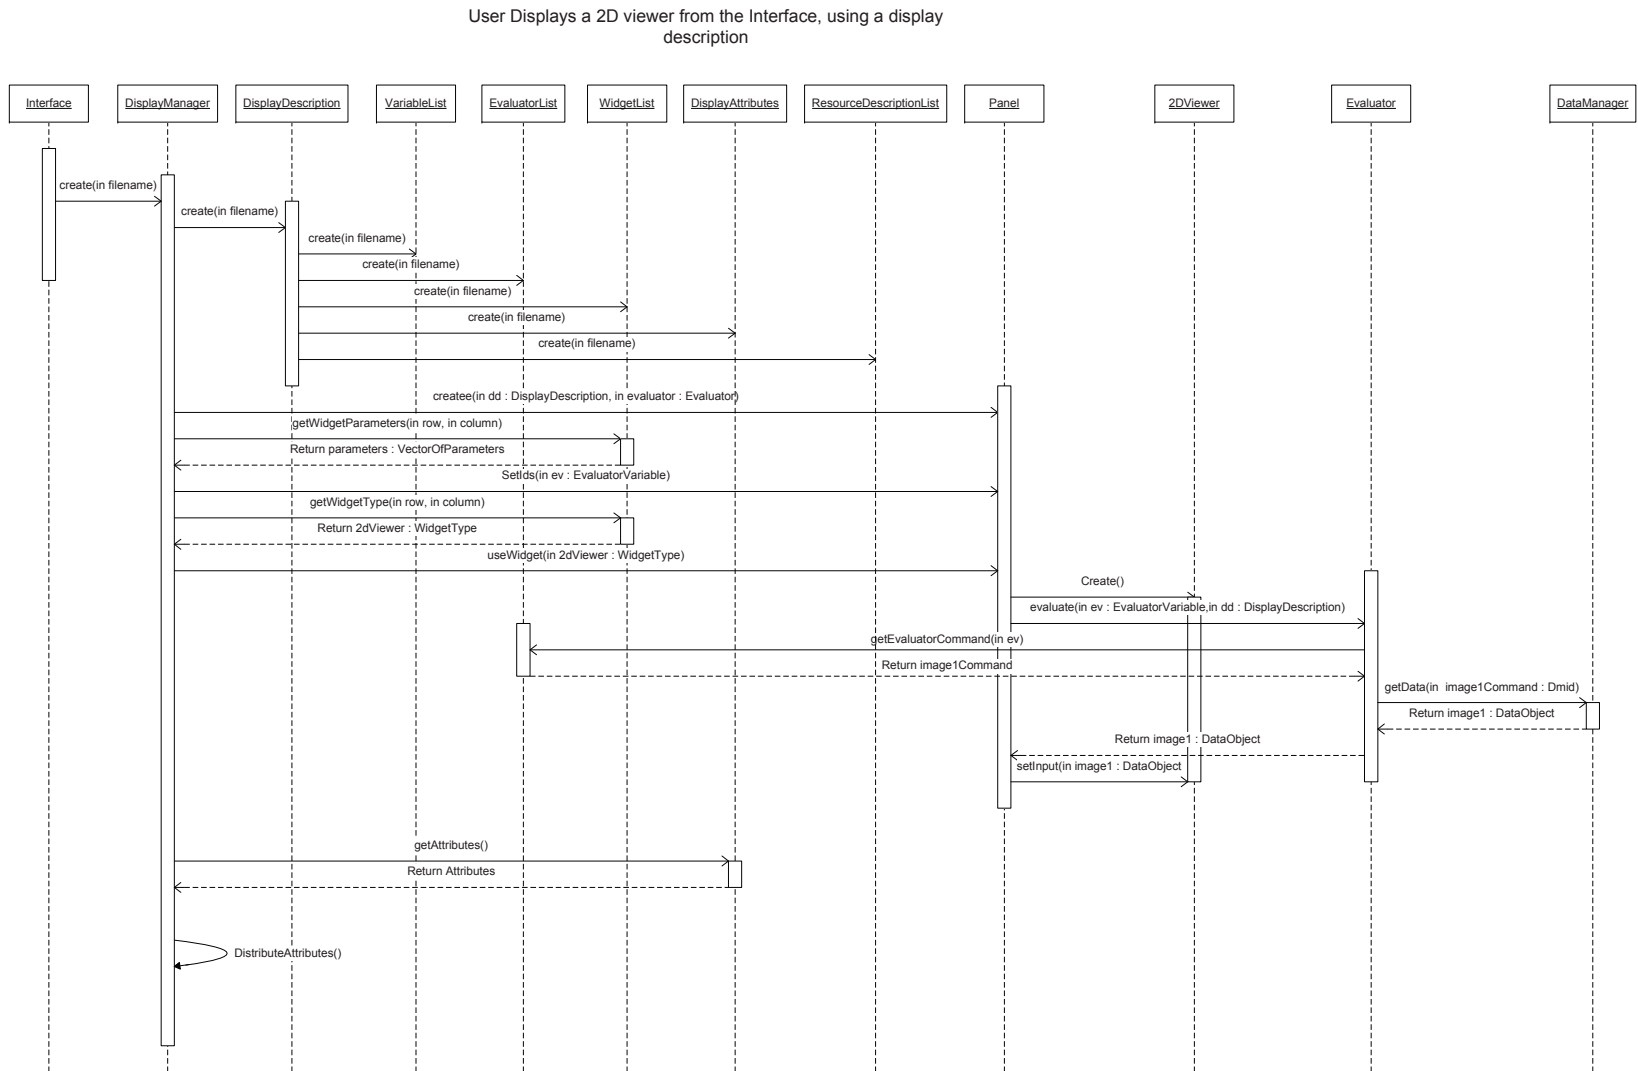 User Displays a 2D viewer from the Interface, using a display
description
Interface
DisplayManager
DisplayDescription
VariableList
EvaluatorList
WidgetList
DisplayAttributes
ResourceDescriptionList
Panel
2DViewer
Evaluator
DataManager
create(in filename)
create(in filename)
create(in filename)
create(in filename)
create(in filename)
create(in filename)
create(in filename)
createe(in dd : DisplayDescription, in evaluator : Evaluator)
getWidgetParameters(in row, in column)
Return parameters : VectorOfParameters
SetIds(in ev : EvaluatorVariable)
getWidgetType(in row, in column)
Return 2dViewer : WidgetType
useWidget(in 2dViewer : WidgetType)
Create()
evaluate(in ev : EvaluatorVariable,in dd : DisplayDescription)
getEvaluatorCommand(in ev)
Return image1Command
getData(in  image1Command : Dmid)
Return image1 : DataObject
Return image1 : DataObject
setInput(in image1 : DataObject
getAttributes()
Return Attributes
DistributeAttributes()